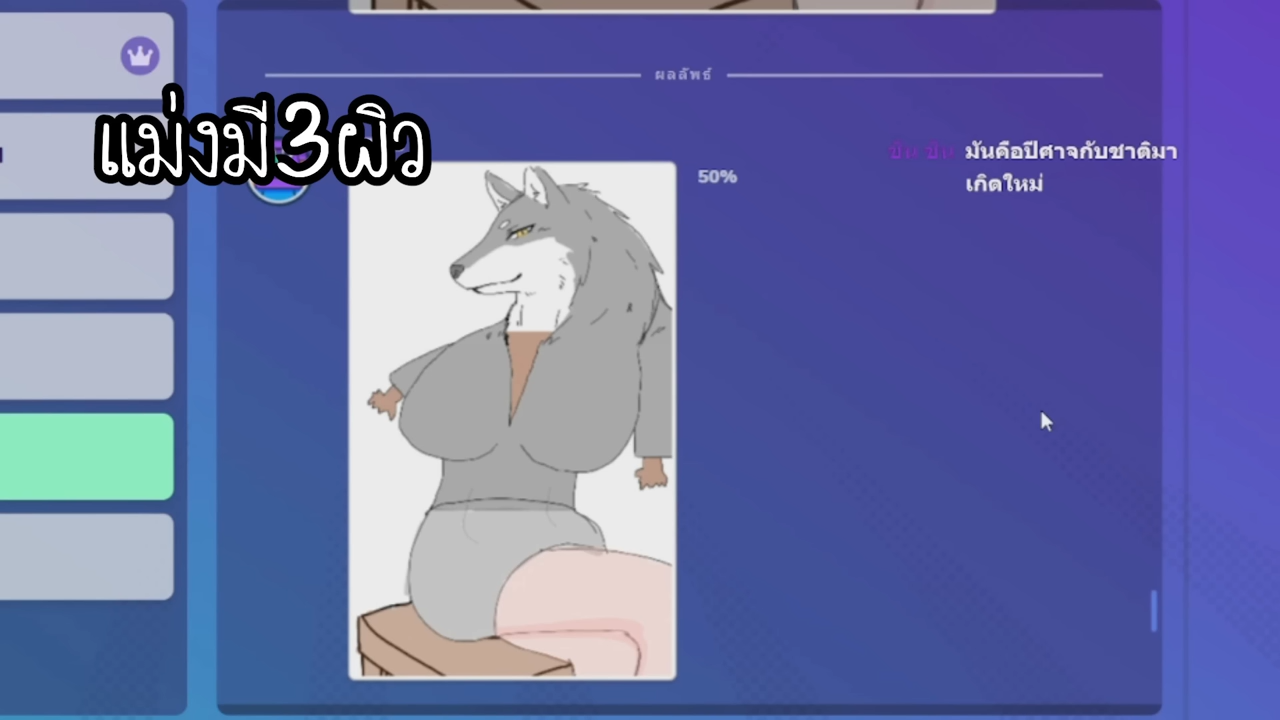 ผลลัพธ์
แม่งมี3ผิว
50%
มันคือปีศาจกับชาติมา
เกิดใหม่